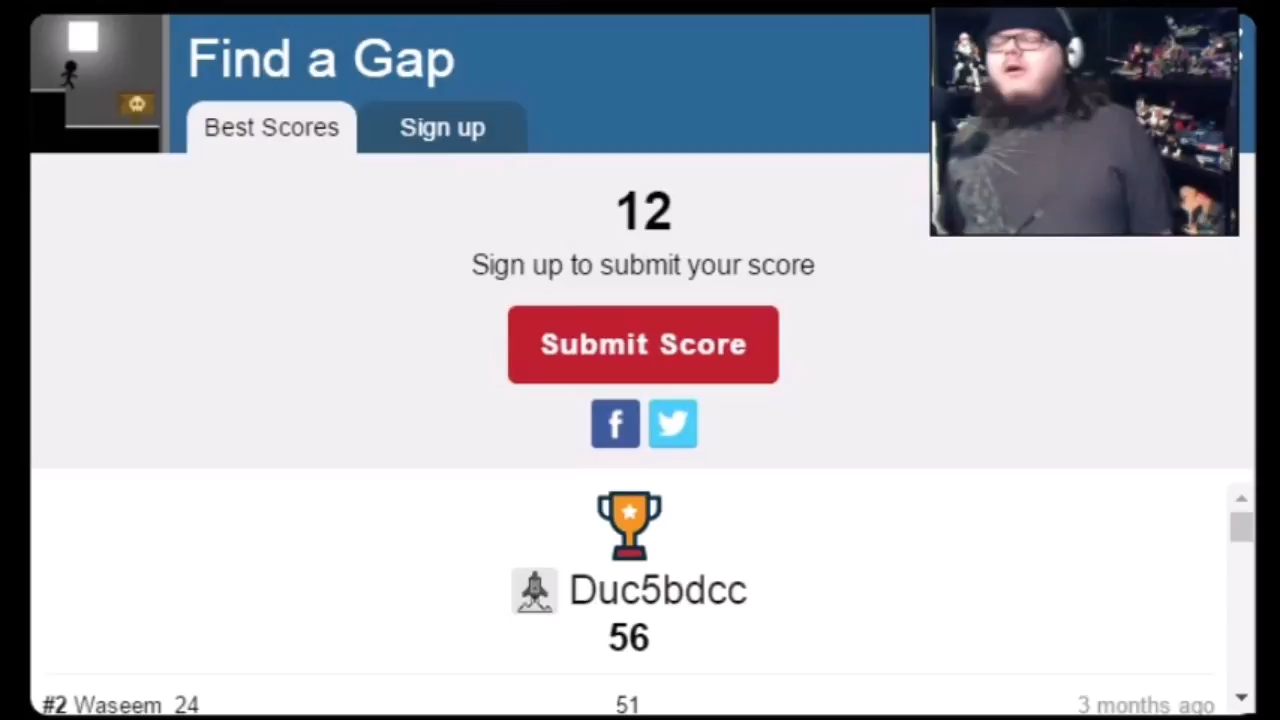 Find a Gap
Best Scores
Sign up
12
Sign up to submit your score
Submit Score
Duc5bdcc
56
#2 Waseem_24 51 3 months ago